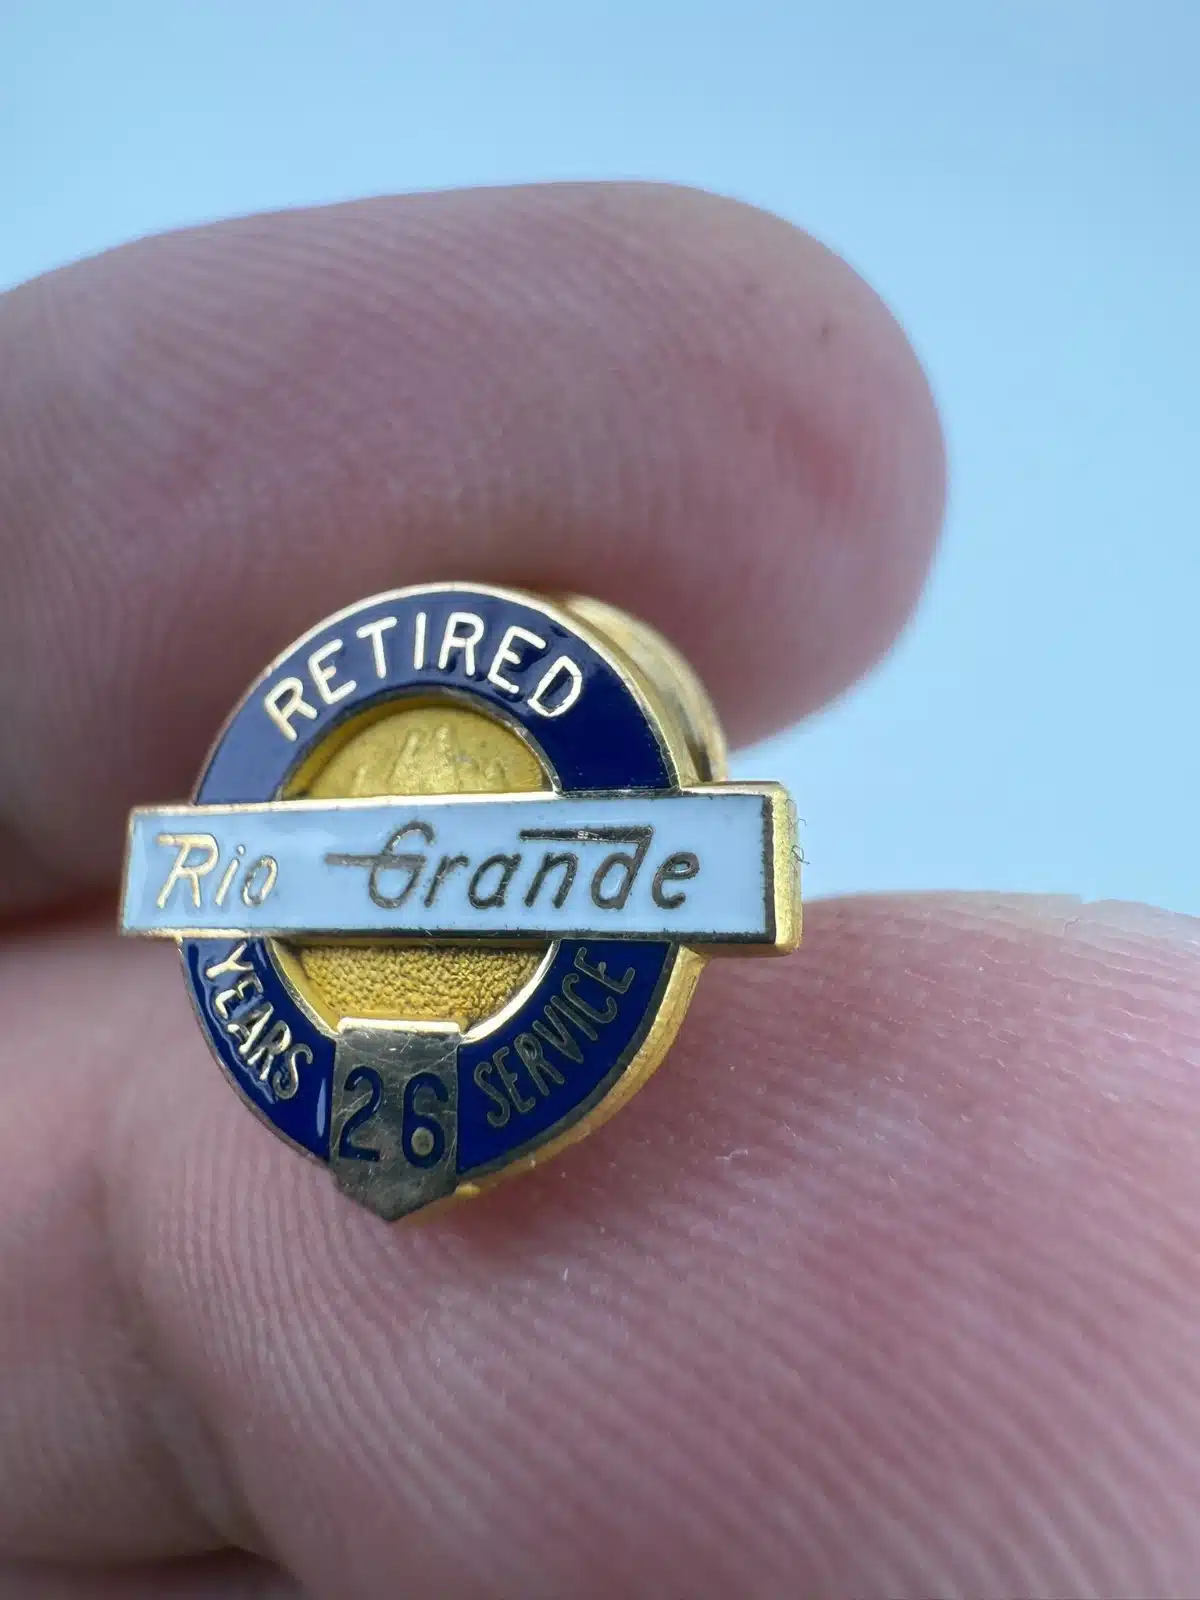 RETIRED
Rio Grande
YEARS 26 SERVICE